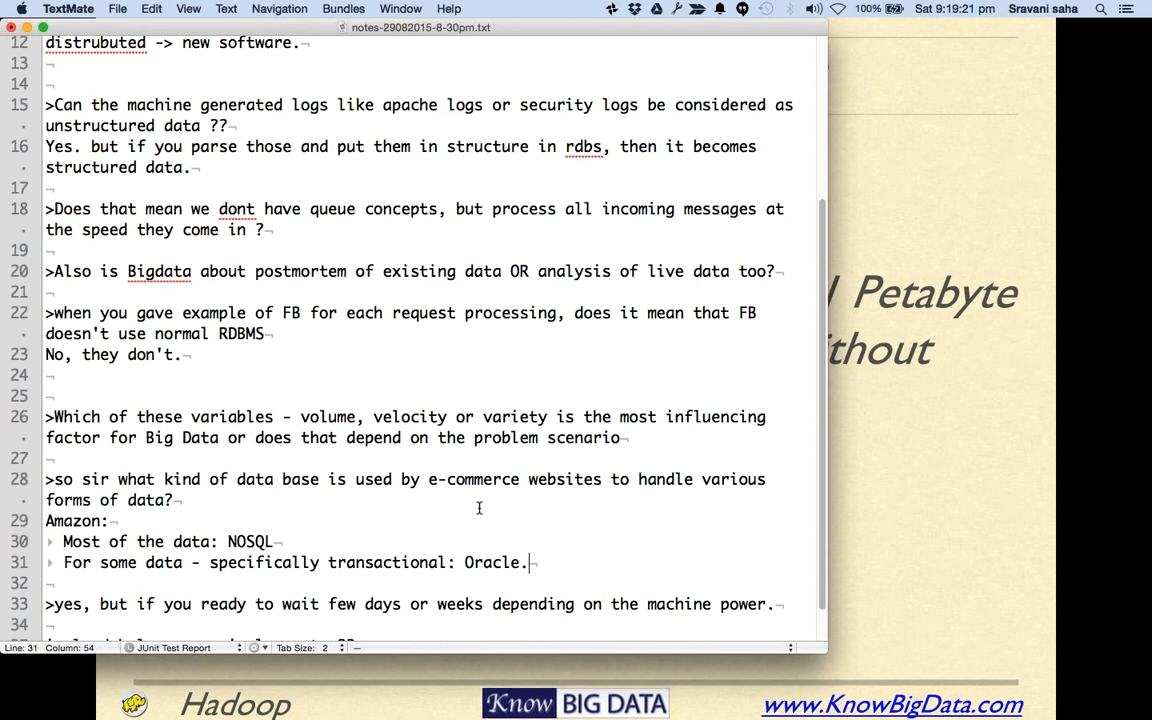 TextMate File Edit View Text Navigation Bundles Window Help 100% Sat 9:19:21 pm Sravani saha
notes-29082015-8-30pm.txt
12 distrubuted -> new software.¬
13 ¬
14 ¬
15 >Can the machine generated logs like apache logs or security logs be considered as
· unstructured data ??¬
16 Yes. but if you parse those and put them in structure in rdbs, then it becomes
· structured data.¬
17 ¬
18 >Does that mean we dont have queue concepts, but process all incoming messages at
· the speed they come in ?¬
19 ¬
20 >Also is Bigdata about postmortem of existing data OR analysis of live data too?¬
21 ¬
22 >when you gave example of FB for each request processing, does it mean that FB
· doesn't use normal RDBMS¬
23 No, they don't.¬
24 ¬
25 ¬
26 >Which of these variables - volume, velocity or variety is the most influencing
· factor for Big Data or does that depend on the problem scenario¬
27 ¬
28 >so sir what kind of data base is used by e-commerce websites to handle various
· forms of data?¬
29 Amazon:¬
30 Most of the data: NOSQL¬
31 For some data - specifically transactional: Oracle.¬
32 ¬
33 >yes, but if you ready to wait few days or weeks depending on the machine power.¬
34 ¬
Line: 31 Column: 54 JUnit Test Report Tab Size: 2 —
Petabyte
ithout
Hadoop
Know BIG DATA
www.KnowBigData.com